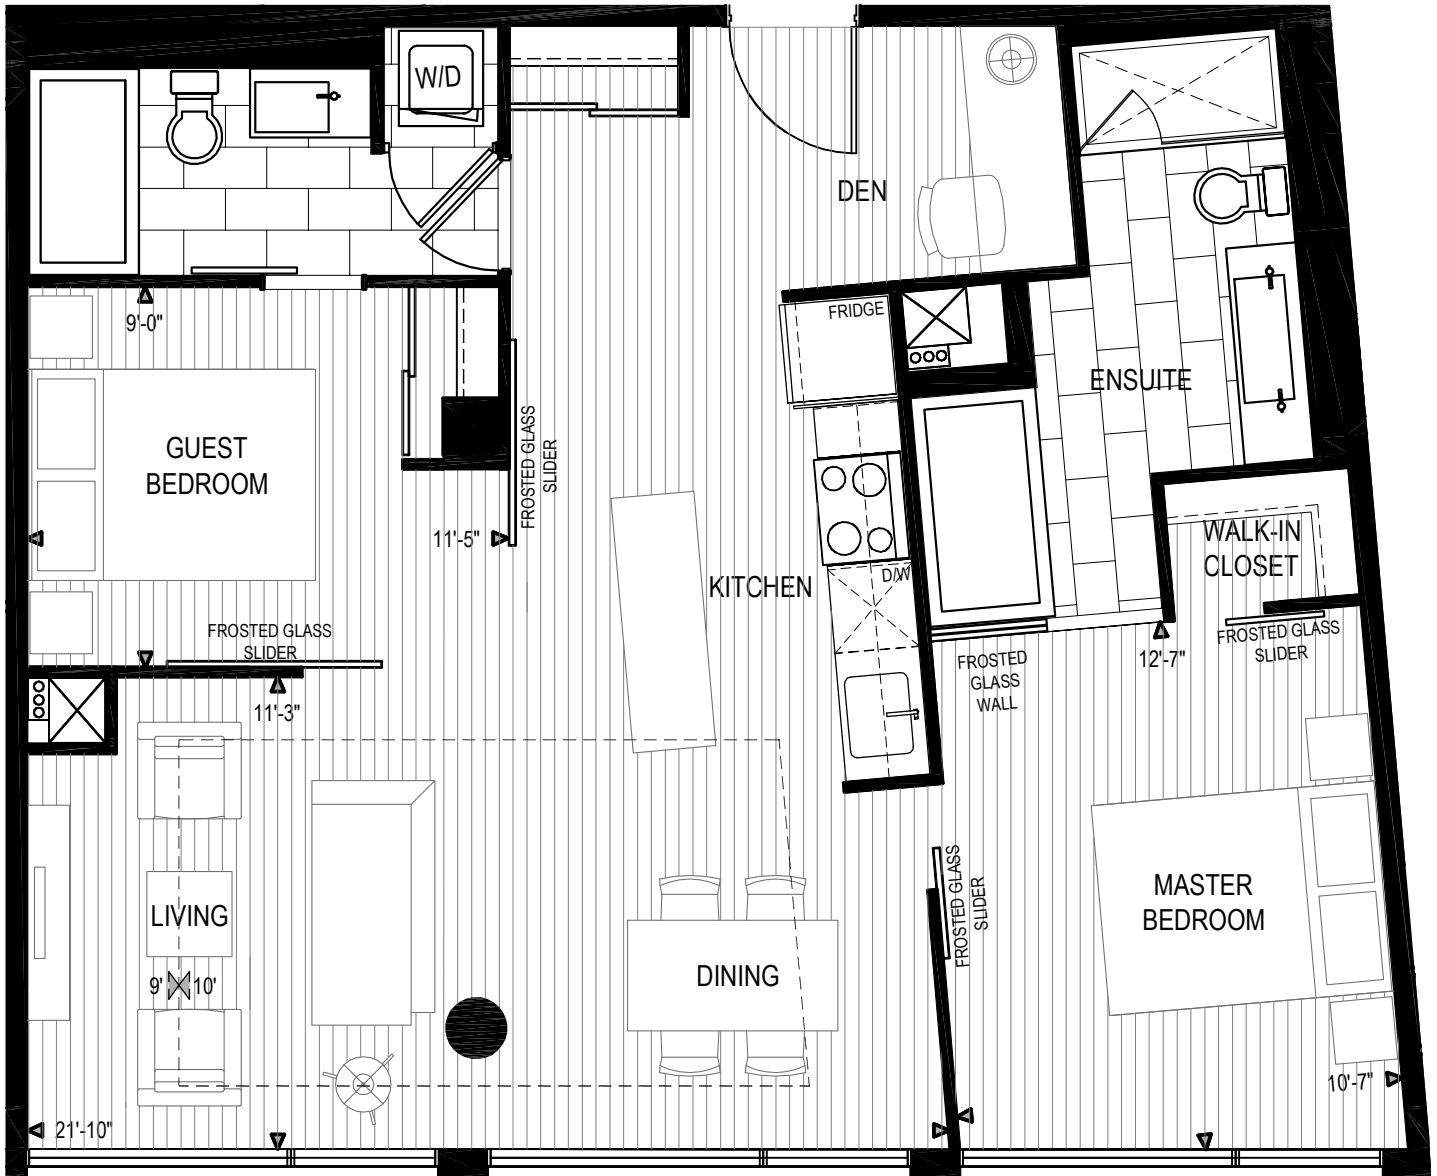 W/D
DEN
9'-0"
FRIDGE
ENSUITE
GUEST
BEDROOM
FROSTED GLASS
SLIDER
11'-5"
WALK-IN
CLOSET
D/W
KITCHEN
FROSTED GLASS
SLIDER
FROSTED GLASS
SLIDER
FROSTED
GLASS
WALL
12'-7"
11'-3"
MASTER
BEDROOM
FROSTED GLASS
SLIDER
LIVING
DINING
9' 10'
10'-7"
21'-10"